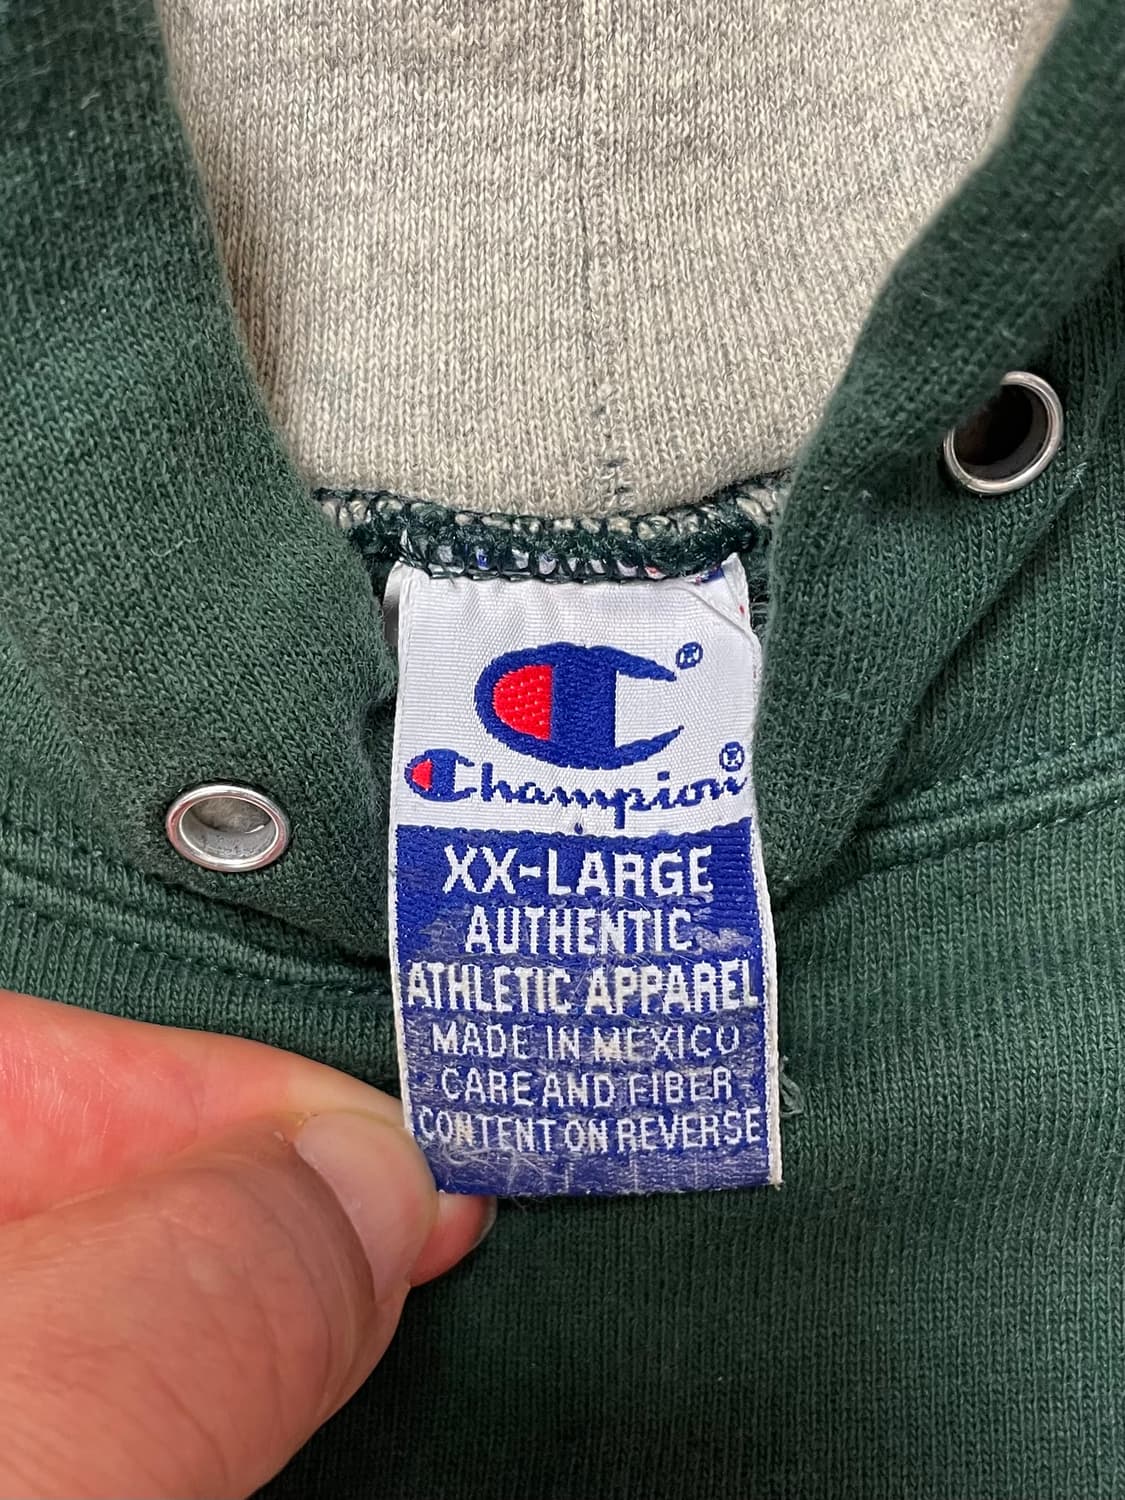 ®
Champion®
XX-LARGE
AUTHENTIC
ATHLETIC APPAREL
MADE IN MEXICO
CARE AND FIBER
CONTENT ON REVERSE